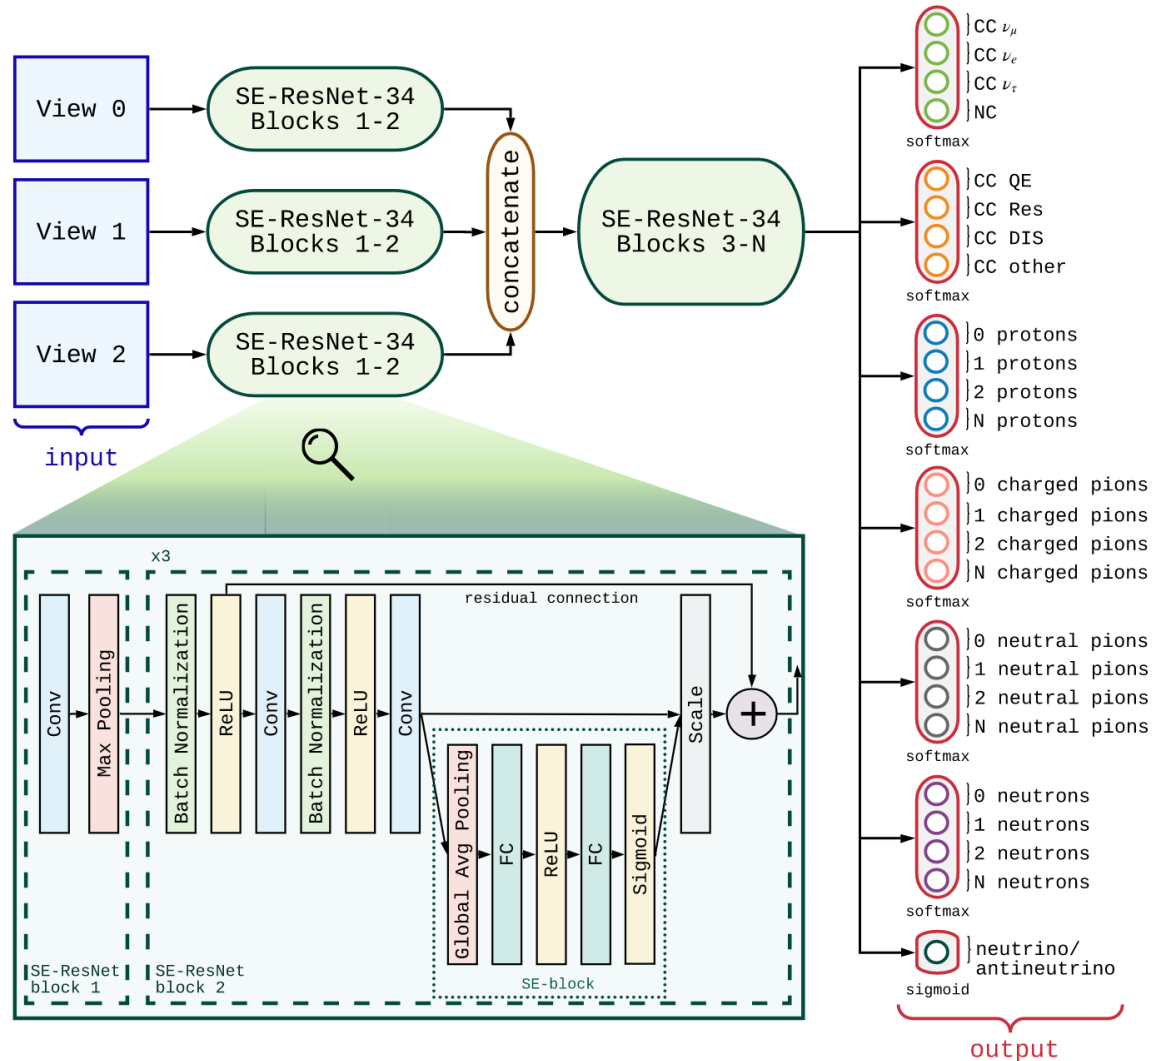 View 0
SE-ResNet-34
Blocks 1-2
View 1
SE-ResNet-34
Blocks 1-2
View 2
SE-ResNet-34
Blocks 1-2
input
concatenate
SE-ResNet-34
Blocks 3-N
CC νμ
CC νe
CC ντ
NC
softmax
CC QE
CC Res
CC DIS
CC other
softmax
0 protons
1 protons
2 protons
N protons
softmax
0 charged pions
1 charged pions
2 charged pions
N charged pions
softmax
0 neutral pions
1 neutral pions
2 neutral pions
N neutral pions
softmax
0 neutrons
1 neutrons
2 neutrons
N neutrons
softmax
neutrino/
antineutrino
sigmoid
output
x3
residual connection
Conv
Max Pooling
Batch Normalization
ReLU
Conv
Batch Normalization
ReLU
Conv
Scale
+
Global Avg Pooling
FC
ReLU
FC
Sigmoid
SE-block
SE-ResNet
block 1
SE-ResNet
block 2